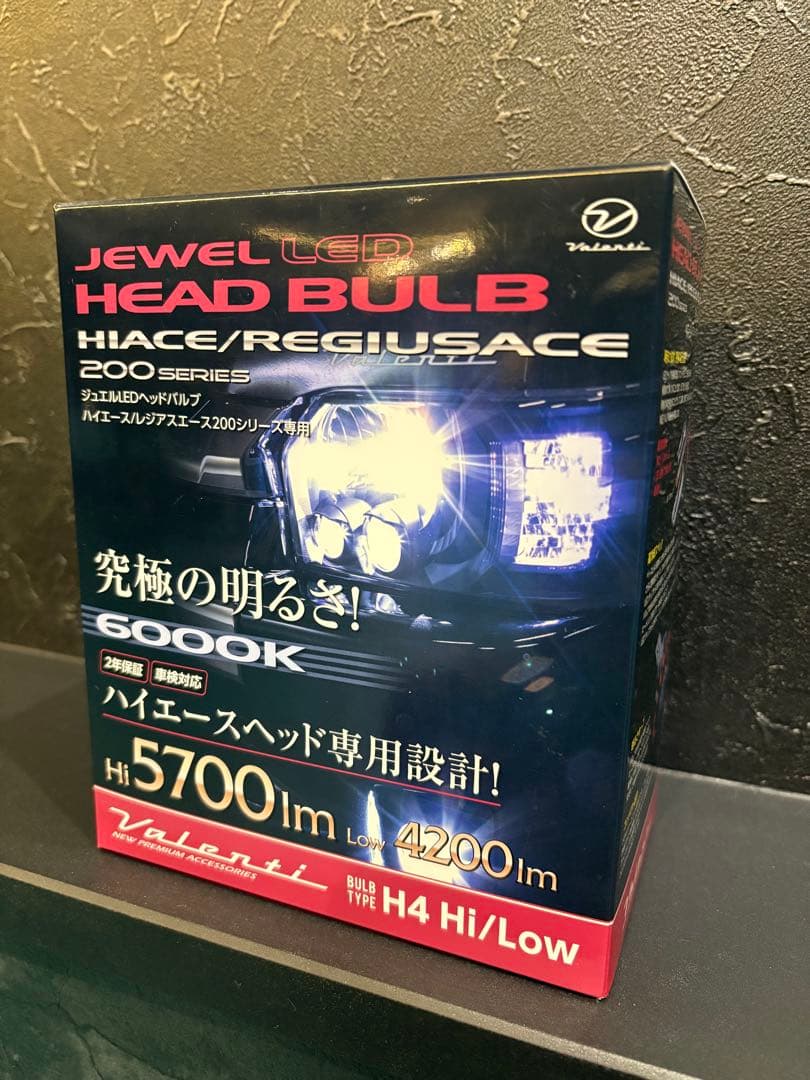 Valenti
JEWEL LED
HEAD BULB
HIACE/REGIUSACE
Valenti
200 SERIES
ジュエルLEDヘッドバルブ
ハイエース/レジアスエース200シリーズ専用
究極の明るさ!
6000K
2年保証 車検対応
ハイエースヘッド専用設計!
Hi 5700lm Low 4200lm
Valenti
NEW PREMIUM ACCESSORIES
BULB TYPE H4 Hi/Low
JEWEL